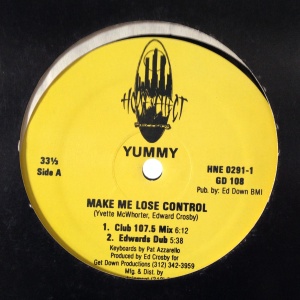 YUMMY
33⅓
Side A
HNE 0291-1
GD 108
Pub. by: Ed Down BMI
MAKE ME LOSE CONTROL
(Yvette McWhorter, Edward Crosby)
1. Club 107.5 Mix 6:12
2. Edwards Dub 5:38
Keyboards by Pat Azzarello
Produced by Ed Crosby for
Get Down Productions (312) 342-3959
Mfg. & Dist. by